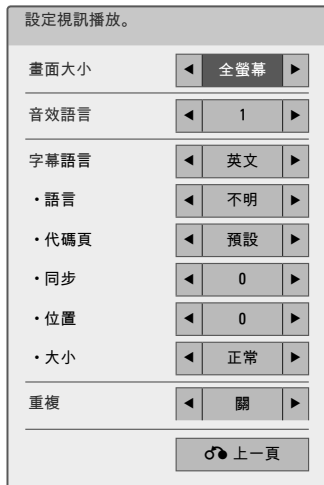 設定視訊播放。
畫面大小 ◀ 全螢幕 ▶
音效語言 ◀ 1 ▶
字幕語言 ◀ 英文 ▶
・語言 ◀ 不明 ▶
・代碼頁 ◀ 預設 ▶
・同步 ◀ 0 ▶
・位置 ◀ 0 ▶
・大小 ◀ 正常 ▶
重複 ◀ 關 ▶
上一頁